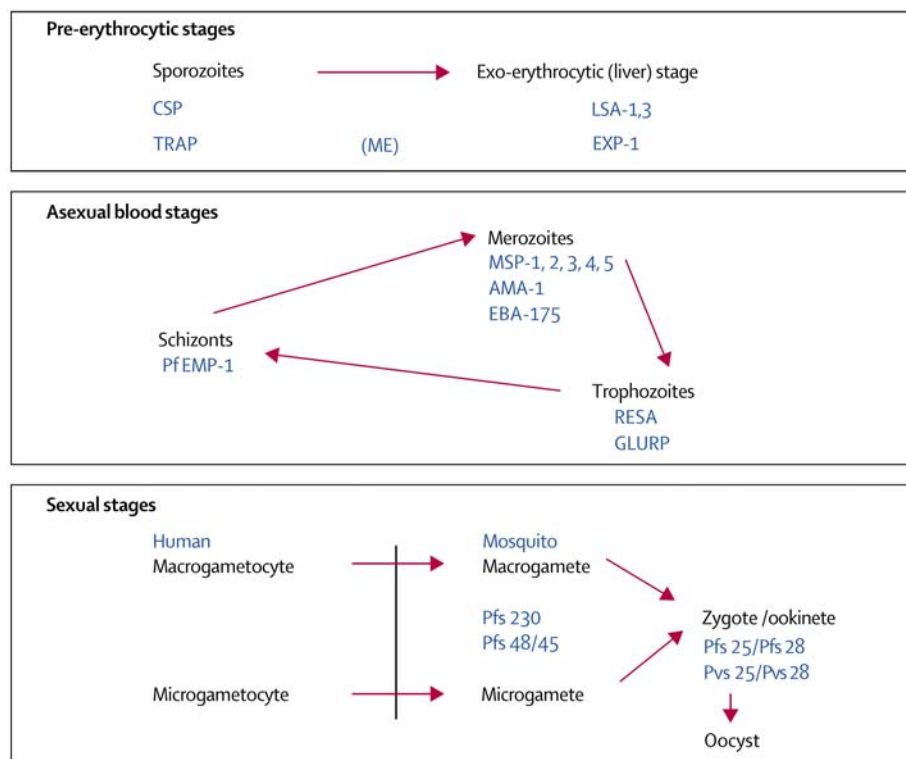 Pre-erythrocytic stages
Sporozoites
Exo-erythrocytic (liver) stage
CSP
LSA-1,3
TRAP
(ME)
EXP-1
Asexual blood stages
Merozoites
MSP-1, 2, 3, 4, 5
AMA-1
EBA-175
Schizonts
PfEMP-1
Trophozoites
RESA
GLURP
Sexual stages
Human
Macrogametocyte
Mosquito
Macrogamete
Pfs 230
Pfs 48/45
Zygote /ookinete
Pfs 25/Pfs 28
Pvs 25/Pvs 28
Microgametocyte
Microgamete
Oocyst